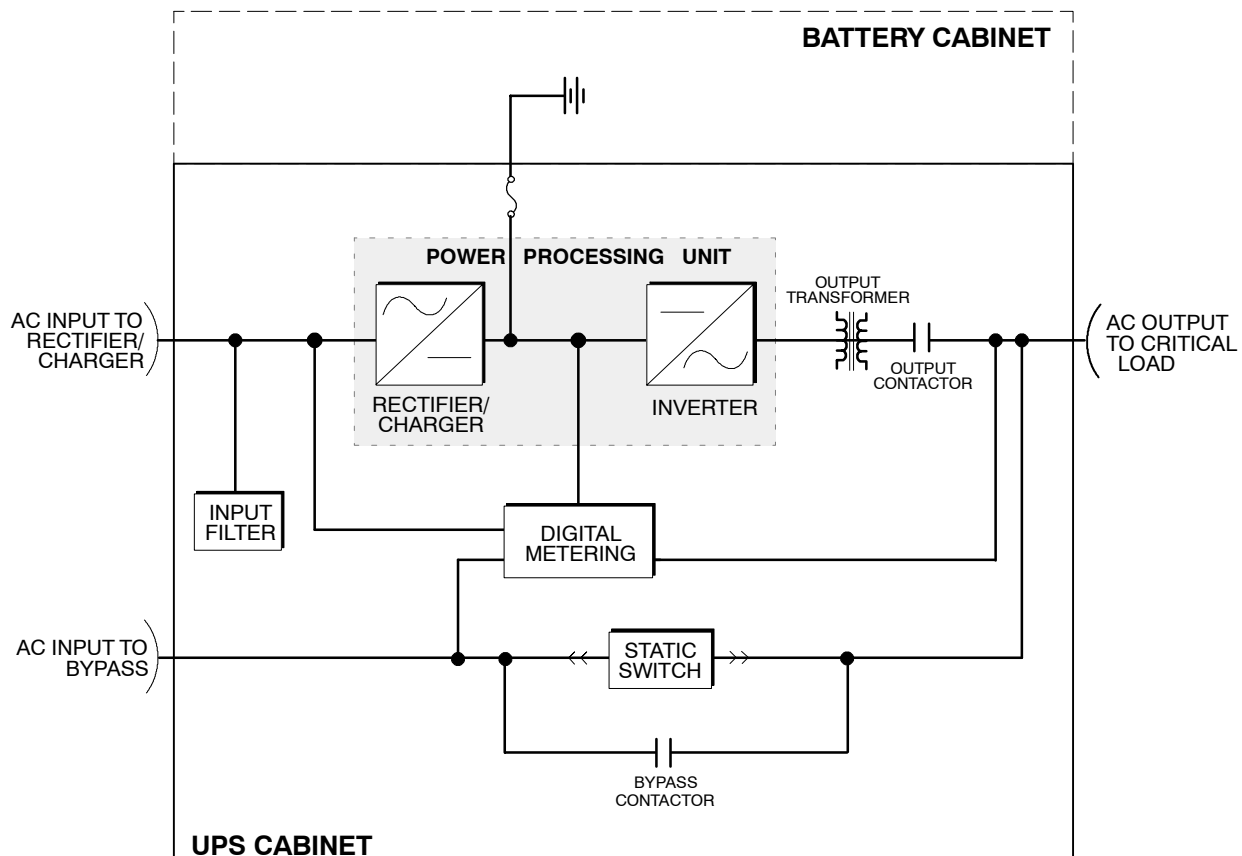 BATTERY CABINET
POWER PROCESSING UNIT
OUTPUT
TRANSFORMER
AC INPUT TO
RECTIFIER/
CHARGER
AC OUTPUT
TO CRITICAL
LOAD
OUTPUT
CONTACTOR
RECTIFIER/
CHARGER
INVERTER
INPUT
FILTER
DIGITAL
METERING
AC INPUT TO
BYPASS
STATIC
SWITCH
BYPASS
CONTACTOR
UPS CABINET